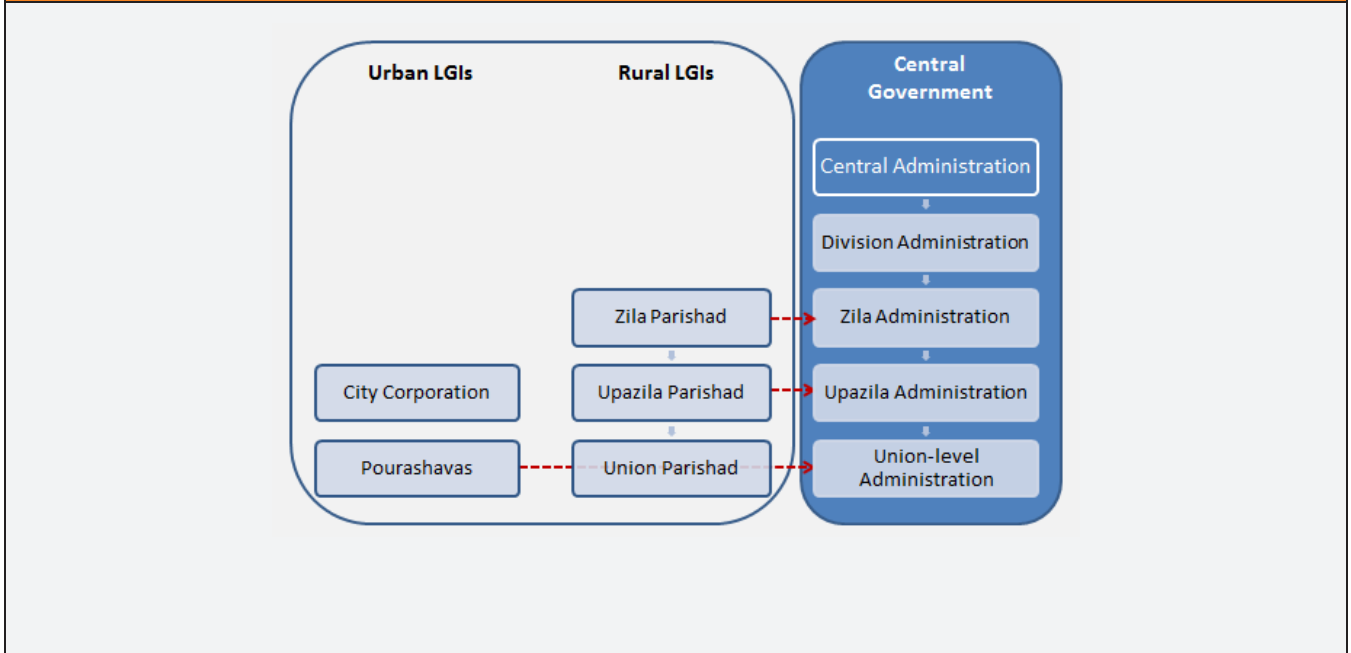 Urban LGIs
Rural LGIs
Central
Government
Central Administration
Division Administration
Zila Parishad
Zila Administration
City Corporation
Upazila Parishad
Upazila Administration
Pourashavas
Union Parishad
Union-level
Administration